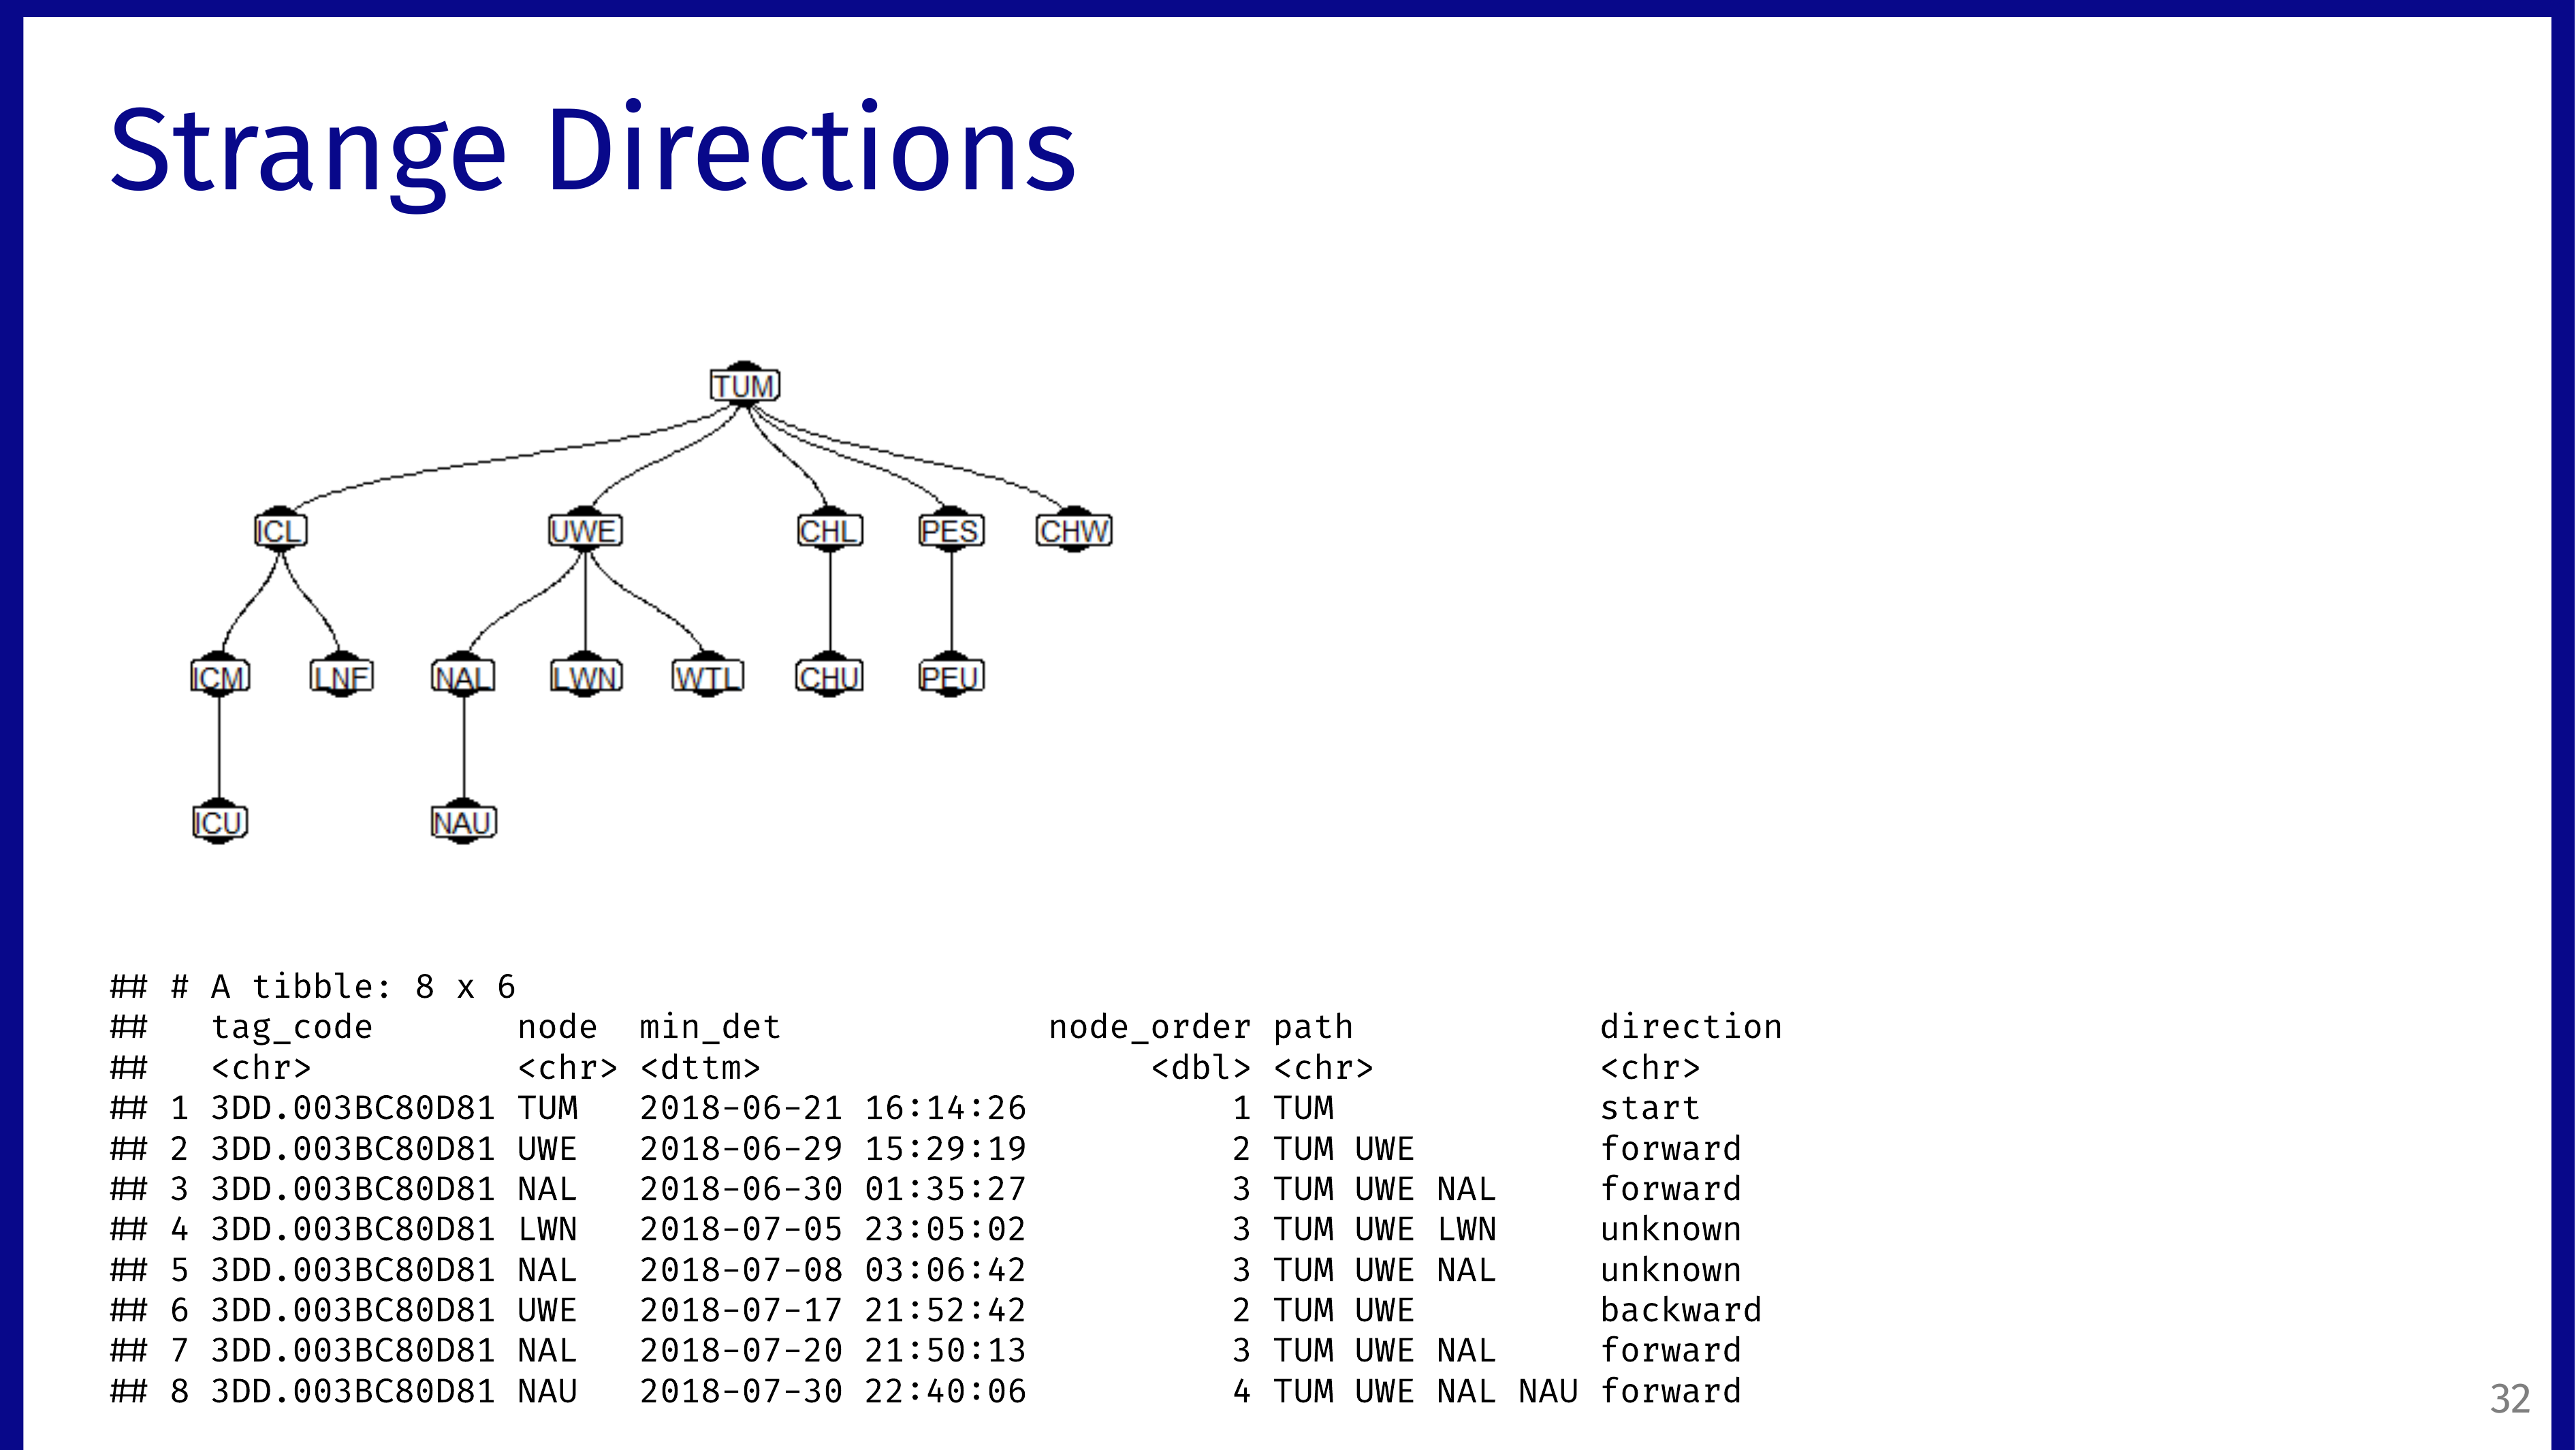 Strange Directions
TUM
ICL UWE CHL PES CHW
ICM LNF NAL LWN WTL CHU PEU
ICU NAU
## # A tibble: 8 x 6
##   tag_code       node  min_det             node_order path            direction
##   <chr>          <chr> <dttm>                   <dbl> <chr>           <chr>
## 1 3DD.003BC80D81 TUM   2018-06-21 16:14:26          1 TUM             start
## 2 3DD.003BC80D81 UWE   2018-06-29 15:29:19          2 TUM UWE         forward
## 3 3DD.003BC80D81 NAL   2018-06-30 01:35:27          3 TUM UWE NAL     forward
## 4 3DD.003BC80D81 LWN   2018-07-05 23:05:02          3 TUM UWE LWN     unknown
## 5 3DD.003BC80D81 NAL   2018-07-08 03:06:42          3 TUM UWE NAL     unknown
## 6 3DD.003BC80D81 UWE   2018-07-17 21:52:42          2 TUM UWE         backward
## 7 3DD.003BC80D81 NAL   2018-07-20 21:50:13          3 TUM UWE NAL     forward
## 8 3DD.003BC80D81 NAU   2018-07-30 22:40:06          4 TUM UWE NAL NAU forward
32